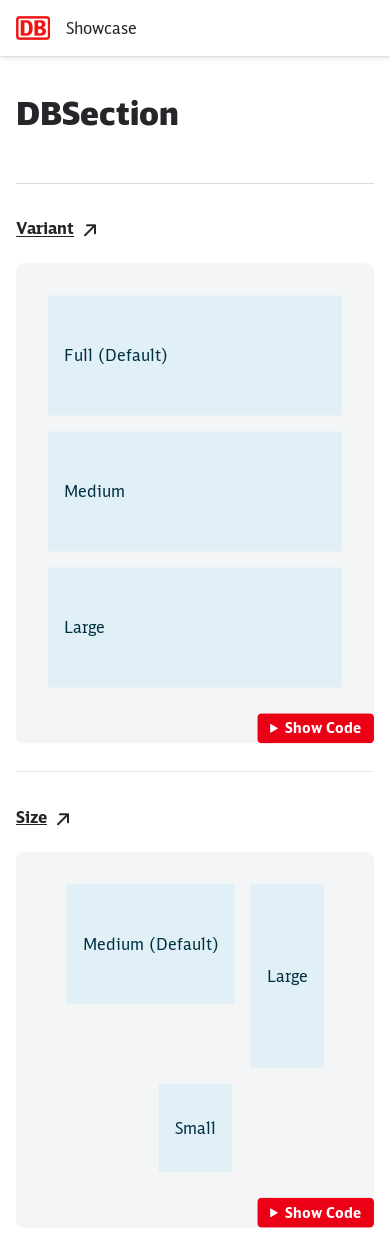 DB Showcase
DBSection
Variant
Full (Default)
Medium
Large
Show Code
Size
Medium (Default)
Large
Small
Show Code